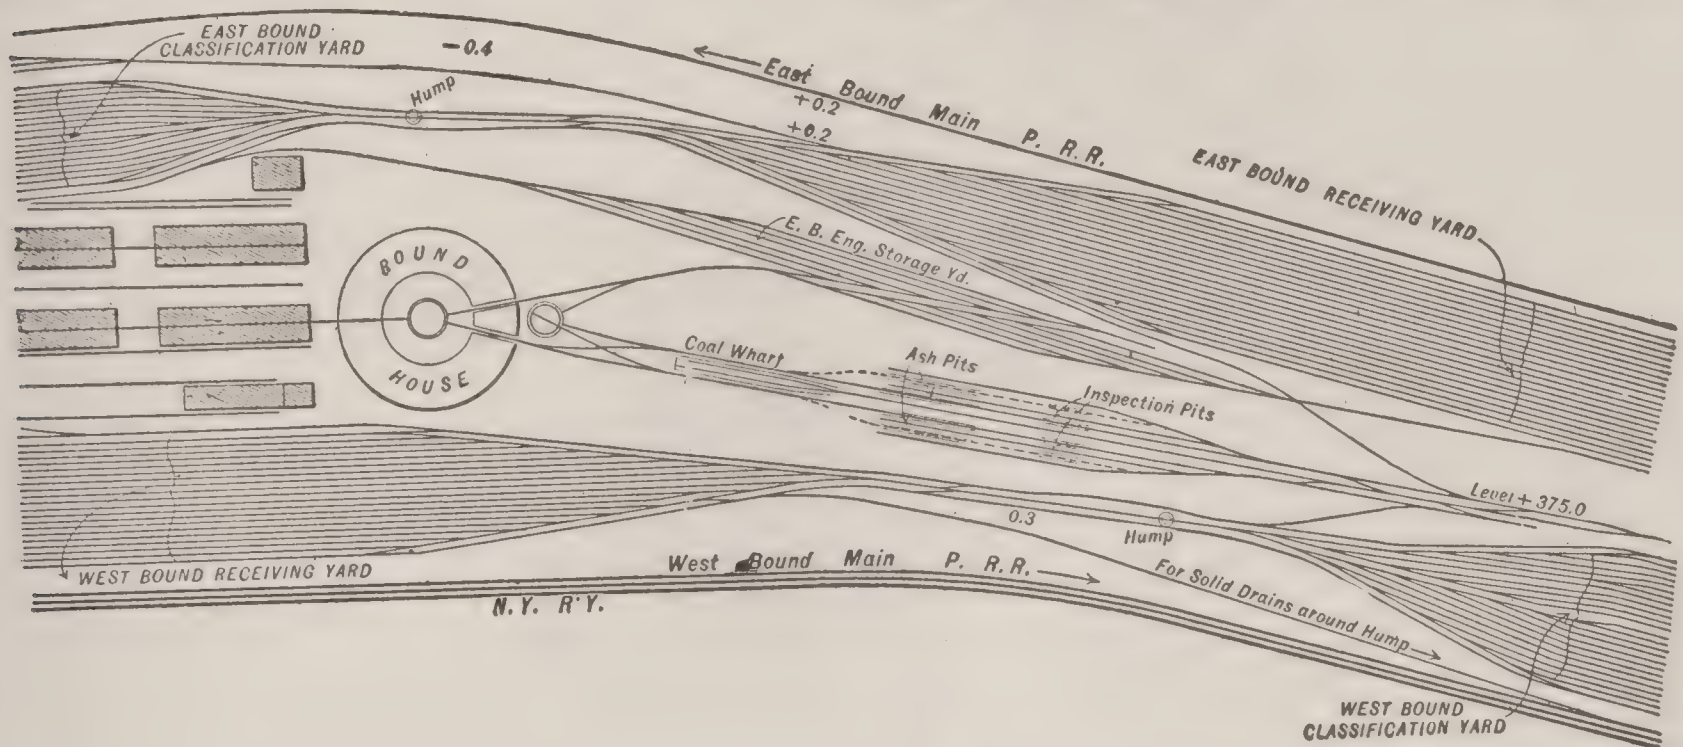 EAST BOUND
CLASSIFICATION YARD
-0.4
Hump
East Bound Main P. R.R.
+0.2
+0.2
EAST BOUND RECEIVING YARD
E. B. Eng. Storage Yd.
ROUND
HOUSE
Coal Wharf
Ash Pits
Inspection Pits
Level + 375.0
0.3
Hump
WEST BOUND RECEIVING YARD
West Bound Main P. R.R.
N.Y. R'Y.
For Solid Drains around Hump
WEST BOUND
CLASSIFICATION YARD